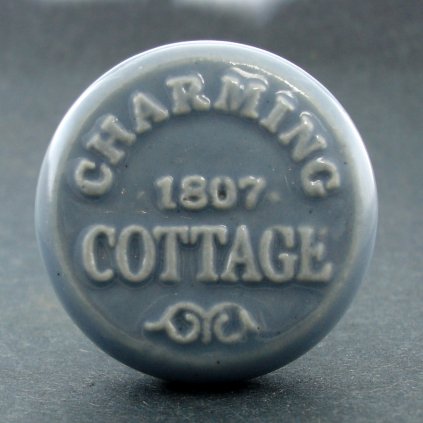 CHARMING
· 1807 ·
COTTAGE